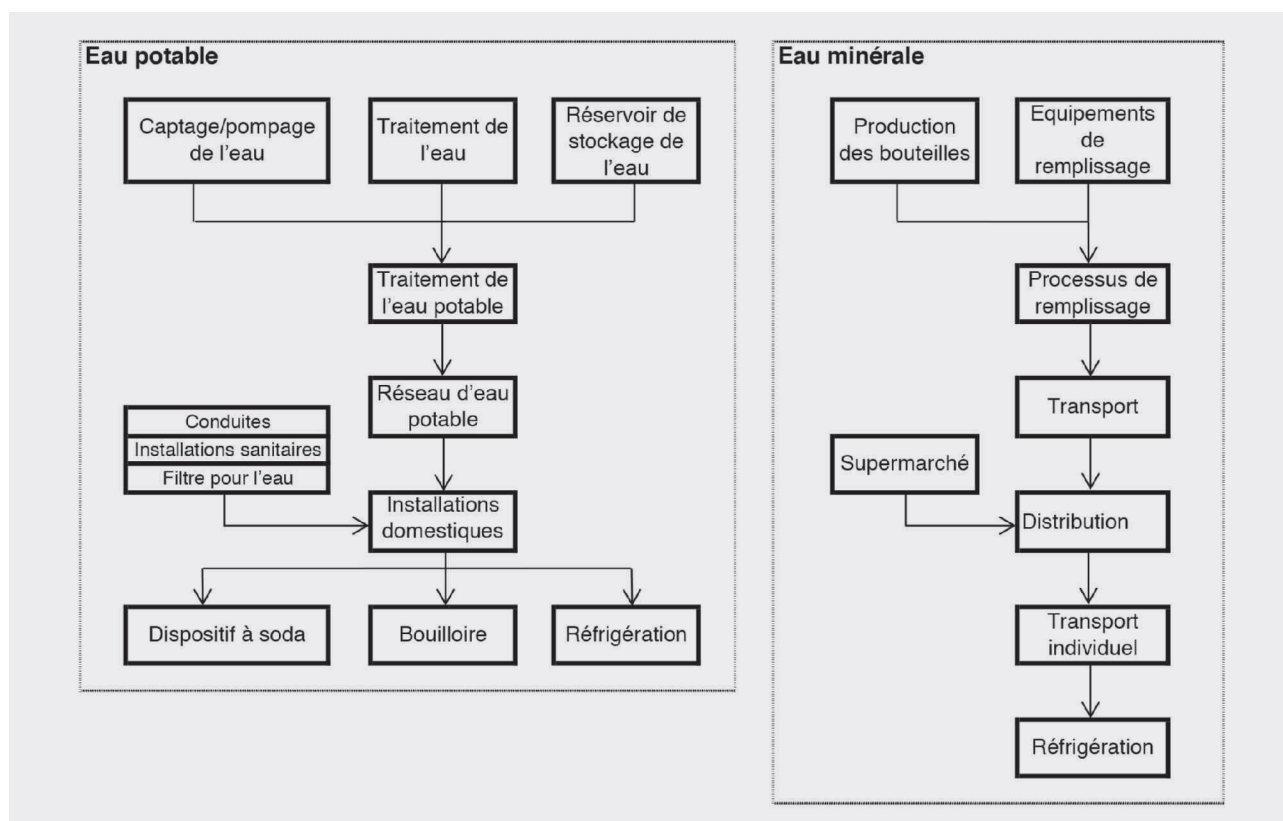 Eau potable
Captage/pompage
de l'eau
Traitement de
l'eau
Réservoir de
stockage de
l'eau
Traitement de
l'eau potable
Réseau d'eau
potable
Conduites
Installations sanitaires
Filtre pour l'eau
Installations
domestiques
Dispositif à soda
Bouilloire
Réfrigération
Eau minérale
Production
des bouteilles
Equipements
de
remplissage
Processus de
remplissage
Transport
Supermarché
Distribution
Transport
individuel
Réfrigération